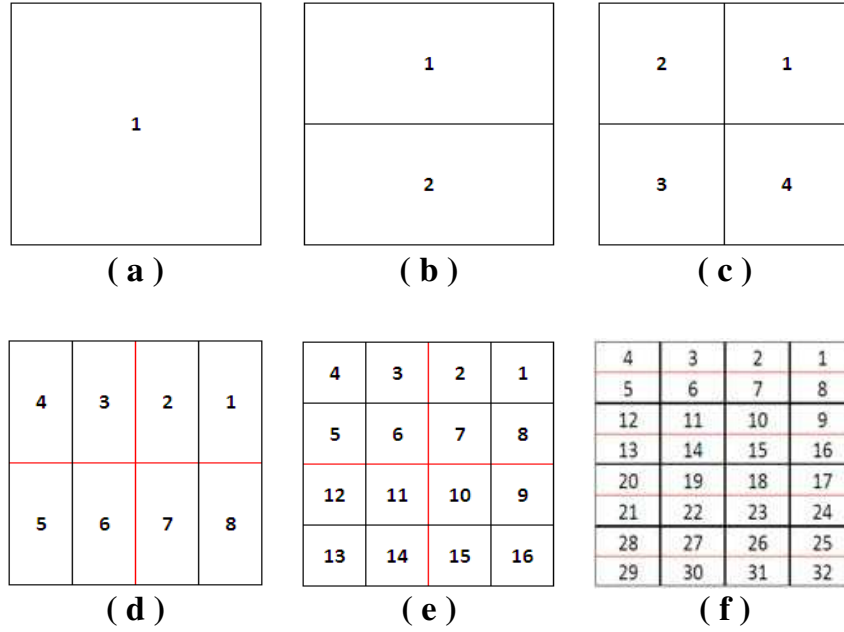 1 1 2 1
2 3 4
( a ) ( b ) ( c )
4 3 2 1 4 3 2 1 4 3 2 1
5 6 7 8
5 6 7 8 12 11 10 9
13 14 15 16
5 6 7 8 12 11 10 9 20 19 18 17
21 22 23 24
13 14 15 16 28 27 26 25
29 30 31 32
( d ) ( e ) ( f )